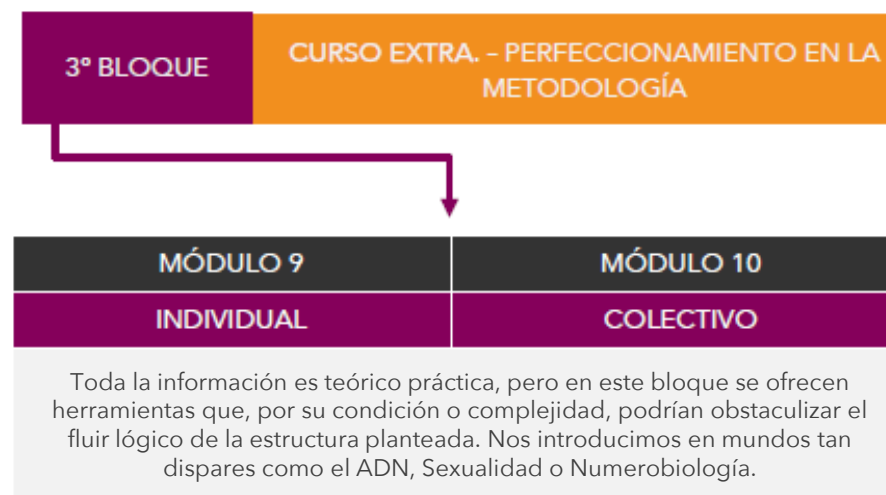 3º BLOQUE
CURSO EXTRA. – PERFECCIONAMIENTO EN LA
METODOLOGÍA
MÓDULO 9
MÓDULO 10
INDIVIDUAL
COLECTIVO
Toda la información es teórico práctica, pero en este bloque se ofrecen
herramientas que, por su condición o complejidad, podrían obstaculizar el
fluir lógico de la estructura planteada. Nos introducimos en mundos tan
dispares como el ADN, Sexualidad o Numerobiología.